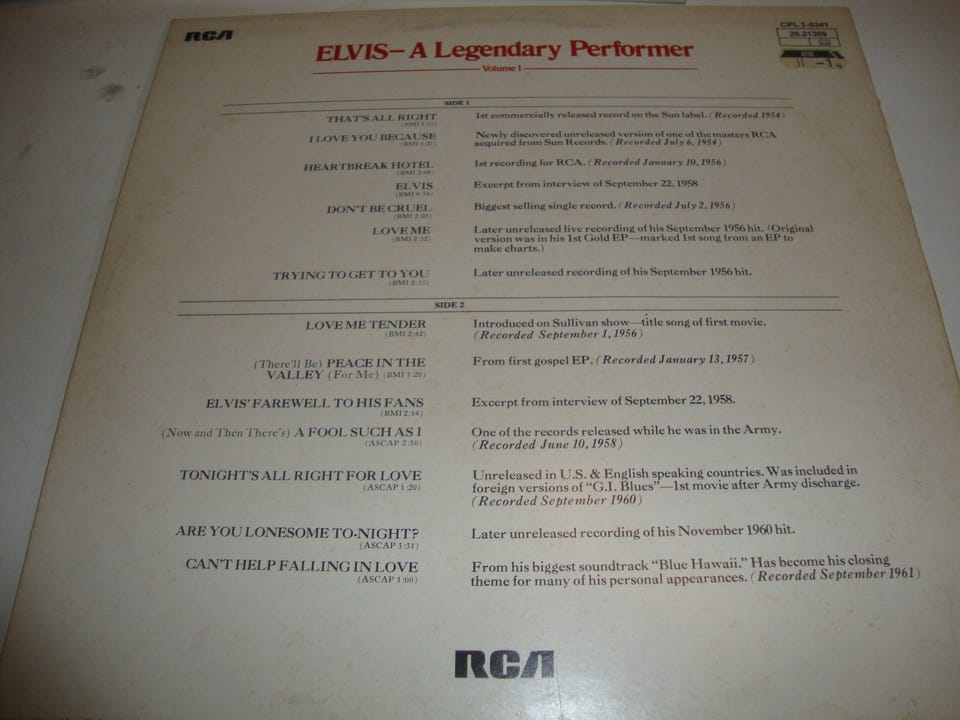 RCA
CPL 1-0341
26.21309
ELVIS—A Legendary Performer
Volume 1
SIDE 1
THAT'S ALL RIGHT
1st commercially released record on the Sun label. (Recorded 1954)
I LOVE YOU BECAUSE
Newly discovered unreleased version of one of the masters RCA
acquired from Sun Records. (Recorded July 6, 1954)
HEARTBREAK HOTEL
1st recording for RCA. (Recorded January 10, 1956)
ELVIS
Excerpt from interview of September 22, 1958
DON'T BE CRUEL
(BMI 2:03)
Biggest selling single record. (Recorded July 2, 1956)
LOVE ME
(BMI 2:32)
Later unreleased live recording of his September 1956 hit. (Original
version was in his 1st Gold EP—marked 1st song from an EP to
make charts.)
TRYING TO GET TO YOU
Later unreleased recording of his September 1956 hit.
SIDE 2
LOVE ME TENDER
(BMI 2:42)
Introduced on Sullivan show—title song of first movie.
(Recorded September 1, 1956)
(There'll Be) PEACE IN THE
VALLEY (For Me) (BMI 3:20)
From first gospel EP. (Recorded January 13, 1957)
ELVIS' FAREWELL TO HIS FANS
(BMI 2:14)
Excerpt from interview of September 22, 1958.
(Now and Then There's) A FOOL SUCH AS I
(ASCAP 2:30)
One of the records released while he was in the Army.
(Recorded June 10, 1958)
TONIGHT'S ALL RIGHT FOR LOVE
(ASCAP 1:20)
Unreleased in U.S. & English speaking countries. Was included in
foreign versions of "G.I. Blues"—1st movie after Army discharge.
(Recorded September 1960)
ARE YOU LONESOME TO-NIGHT?
(ASCAP 3:31)
Later unreleased recording of his November 1960 hit.
CAN'T HELP FALLING IN LOVE
(ASCAP 3:00)
From his biggest soundtrack "Blue Hawaii." Has become his closing
theme for many of his personal appearances. (Recorded September 1961)
RCA